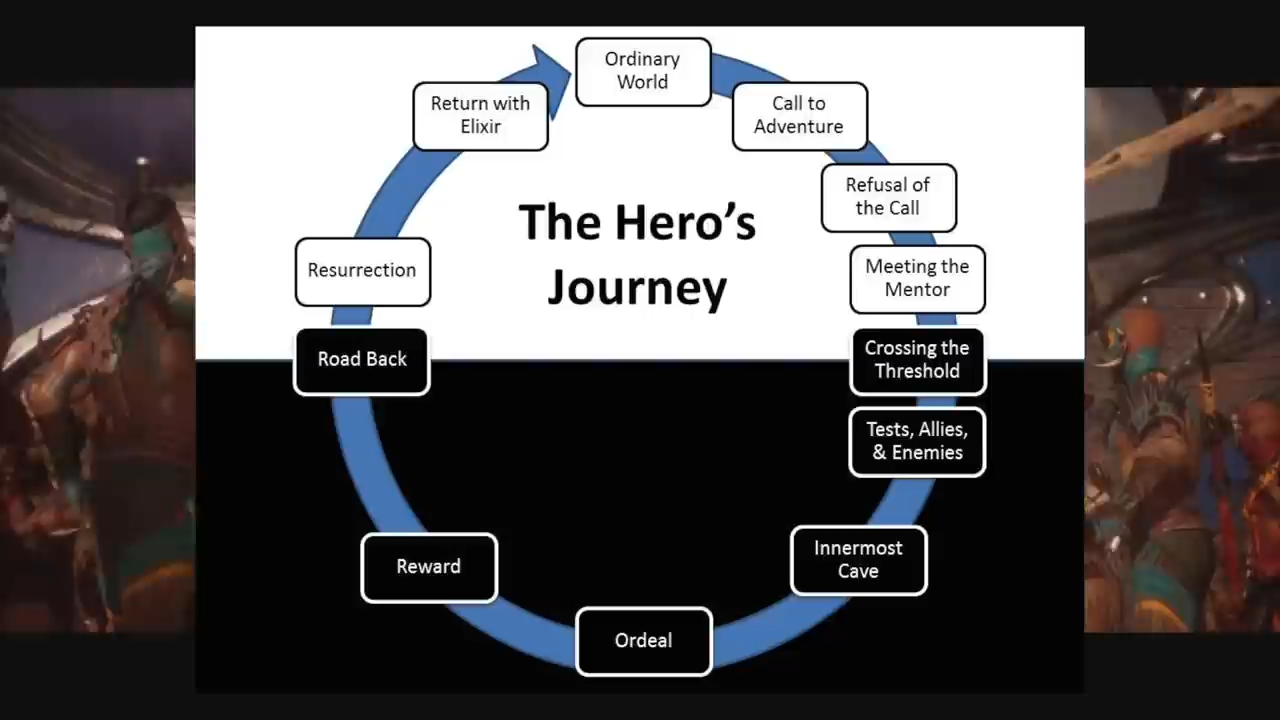 Ordinary
World
Call to
Adventure
Refusal of
the Call
Meeting the
Mentor
Crossing the
Threshold
Tests, Allies,
& Enemies
Innermost
Cave
Ordeal
Reward
Road Back
Resurrection
Return with
Elixir
The Hero’s
Journey